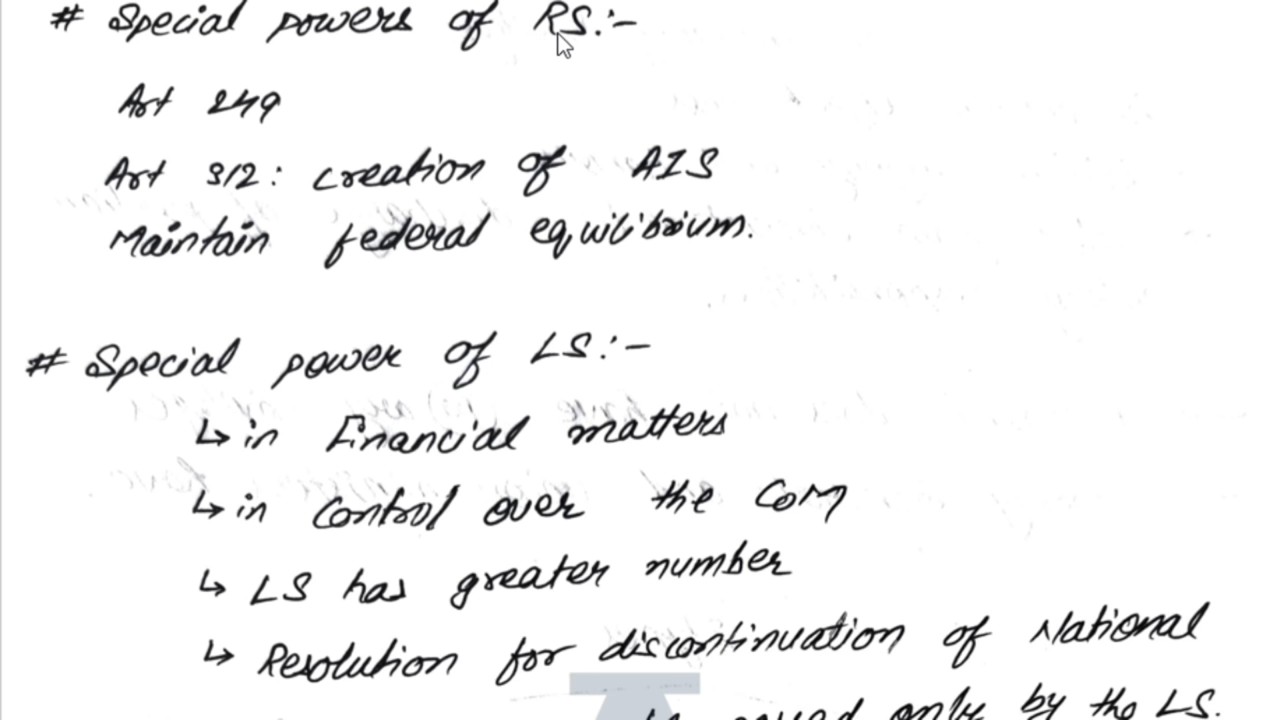 # Special powers of RS:-
Art 249
Art 312: creation of AIS
Maintain federal equilibrium.
# Special power of LS:-
↳ in Financial matters
↳ in Control over the CoM
↳ LS has greater number
↳ Resolution for discontinuation of National
only by the LS.